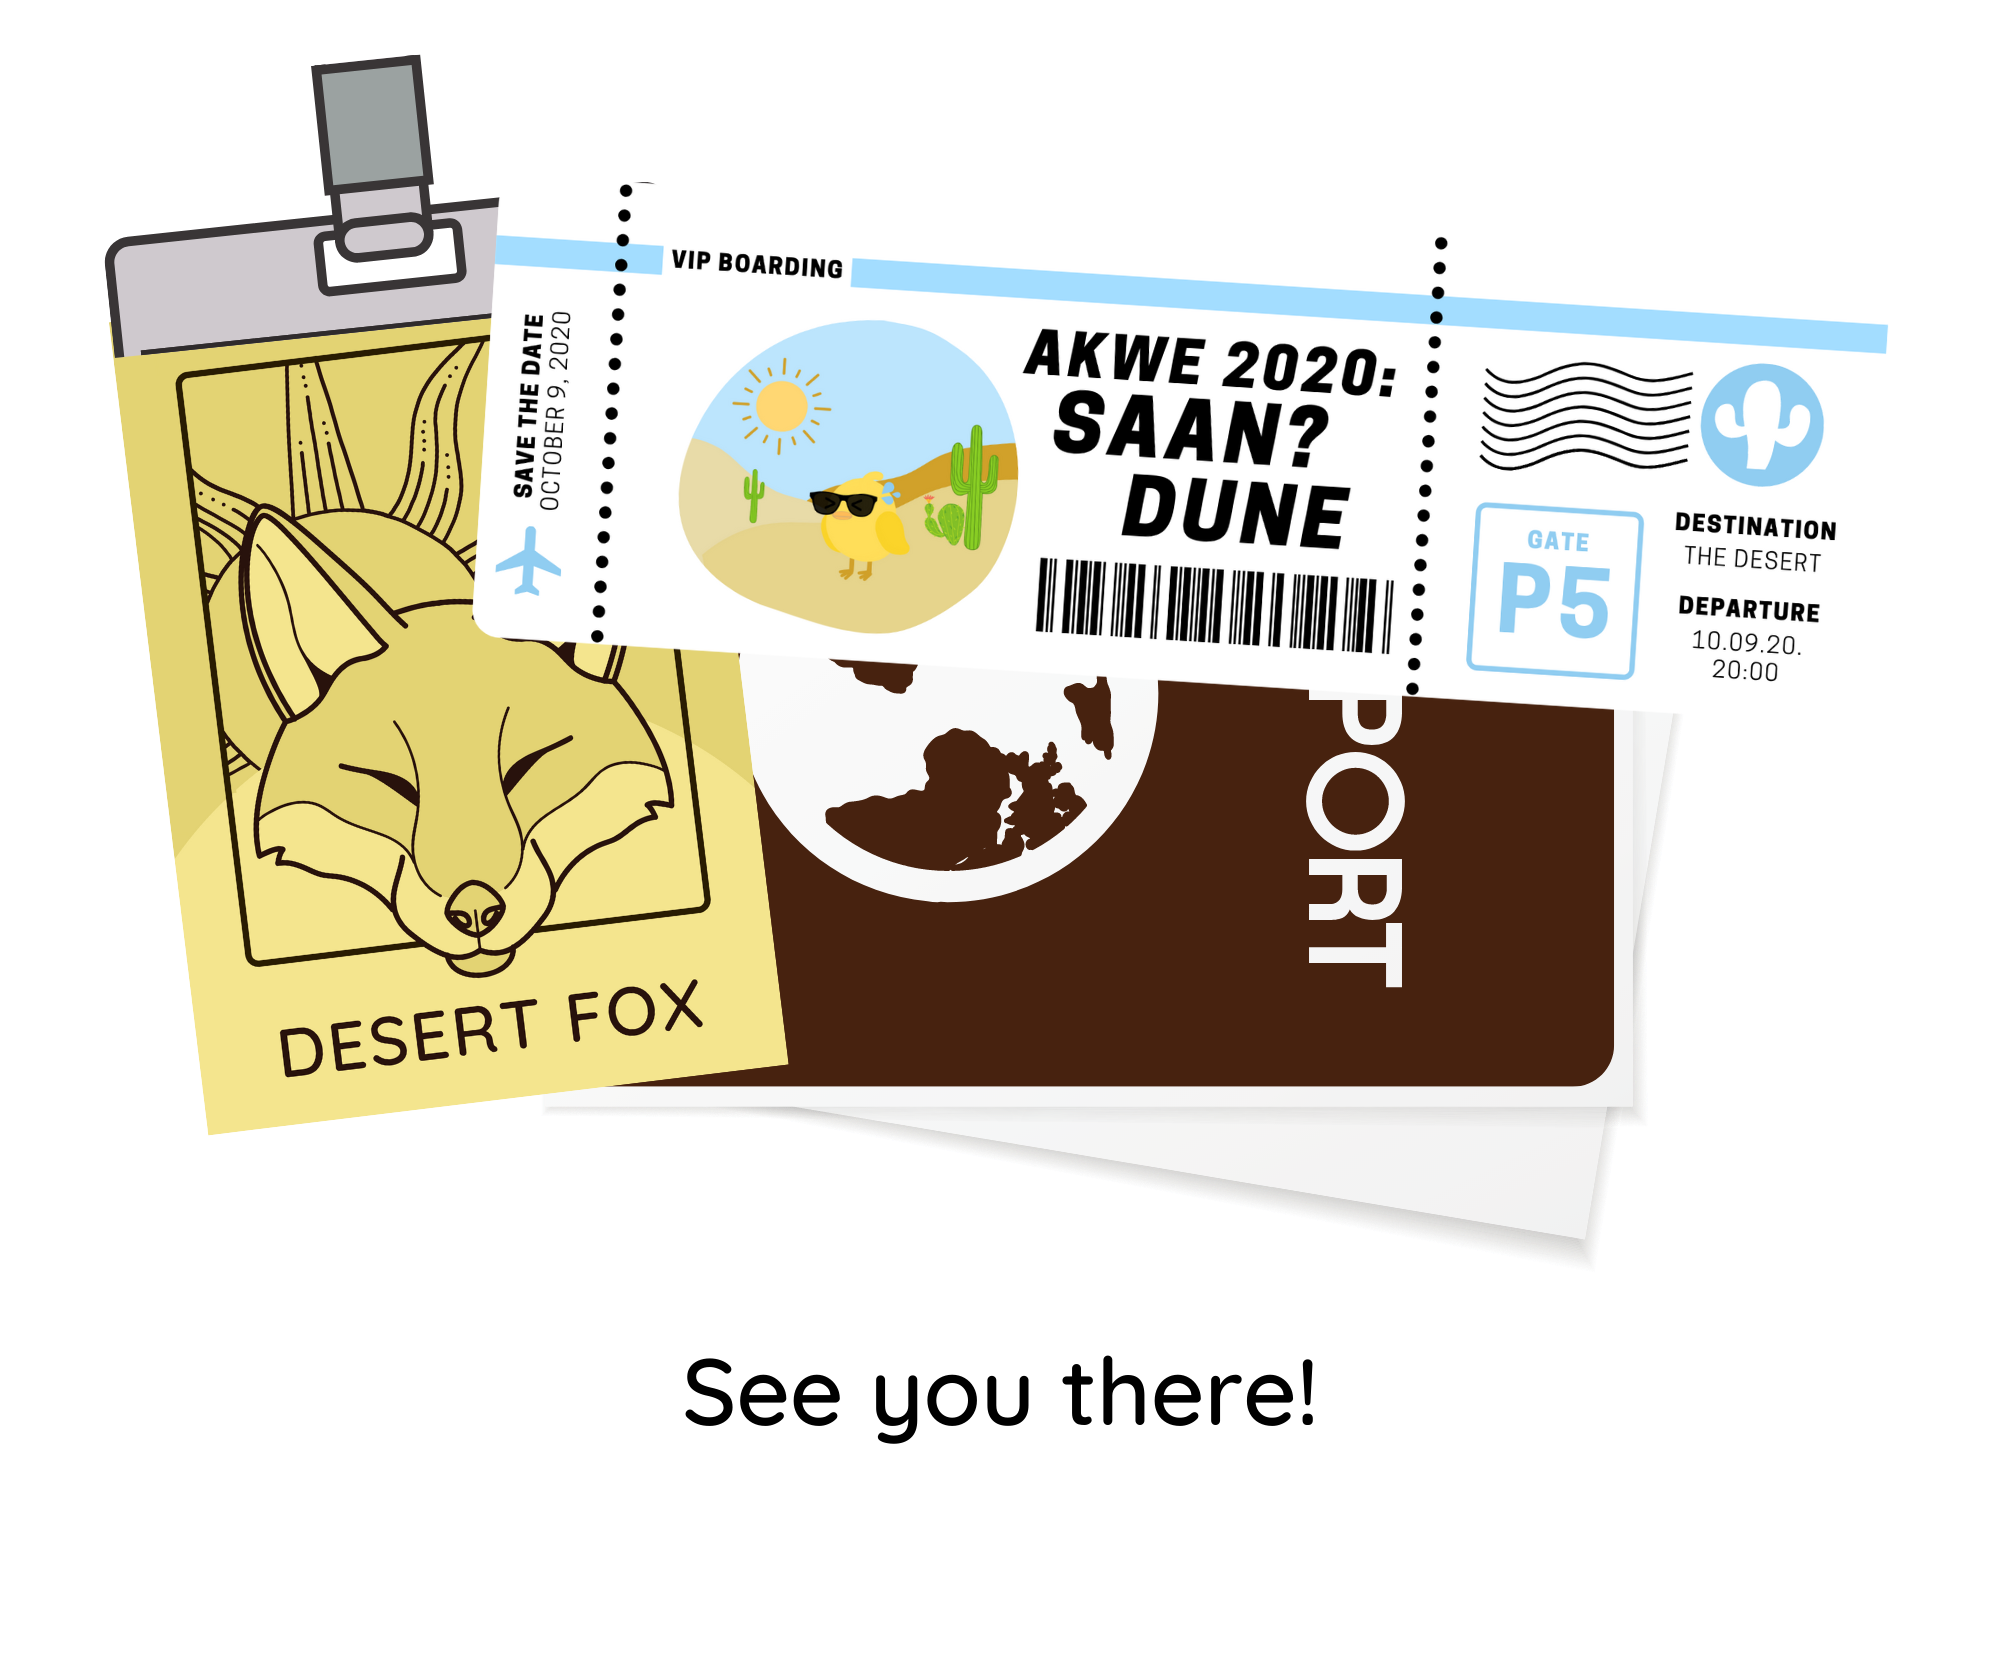 VIP BOARDING
SAVE THE DATE
OCTOBER 9, 2020
AKWE 2020:
SAAN?
DUNE
GATE
P5
DESTINATION
THE DESERT
DEPARTURE
10.09.20.
20:00
PORT
DESERT FOX
See you there!